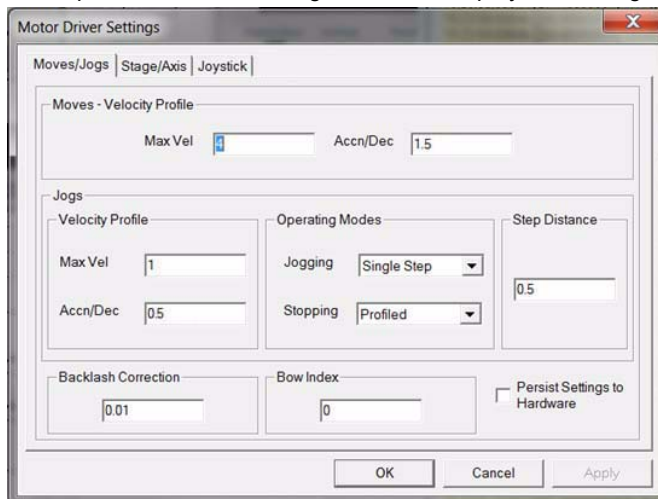 Motor Driver Settings
X
Moves/Jogs Stage/Axis Joystick
Moves - Velocity Profile
Max Vel 4 Accn/Dec 1.5
Jogs
Velocity Profile Operating Modes Step Distance
Max Vel 1 Jogging Single Step
0.5
Accn/Dec 0.5 Stopping Profiled
Backlash Correction Bow Index
Persist Settings to
Hardware
0.01 0
OK Cancel Apply